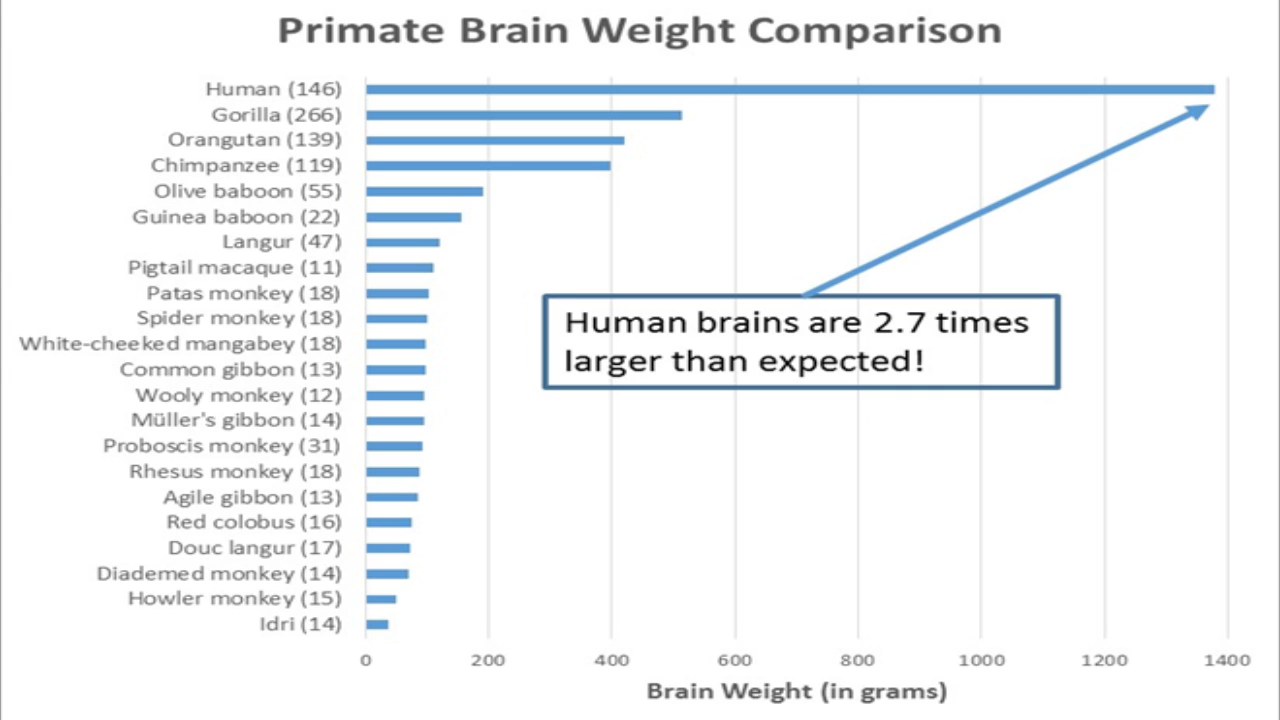 Primate Brain Weight Comparison
Human (146)
Gorilla (266)
Orangutan (139)
Chimpanzee (119)
Olive baboon (55)
Guinea baboon (22)
Langur (47)
Pigtail macaque (11)
Patas monkey (18)
Spider monkey (18)
White-cheeked mangabey (18)
Common gibbon (13)
Wooly monkey (12)
Müller's gibbon (14)
Proboscis monkey (31)
Rhesus monkey (18)
Agile gibbon (13)
Red colobus (16)
Douc langur (17)
Diademed monkey (14)
Howler monkey (15)
Idri (14)
Human brains are 2.7 times
larger than expected!
0 200 400 600 800 1000 1200 1400
Brain Weight (in grams)